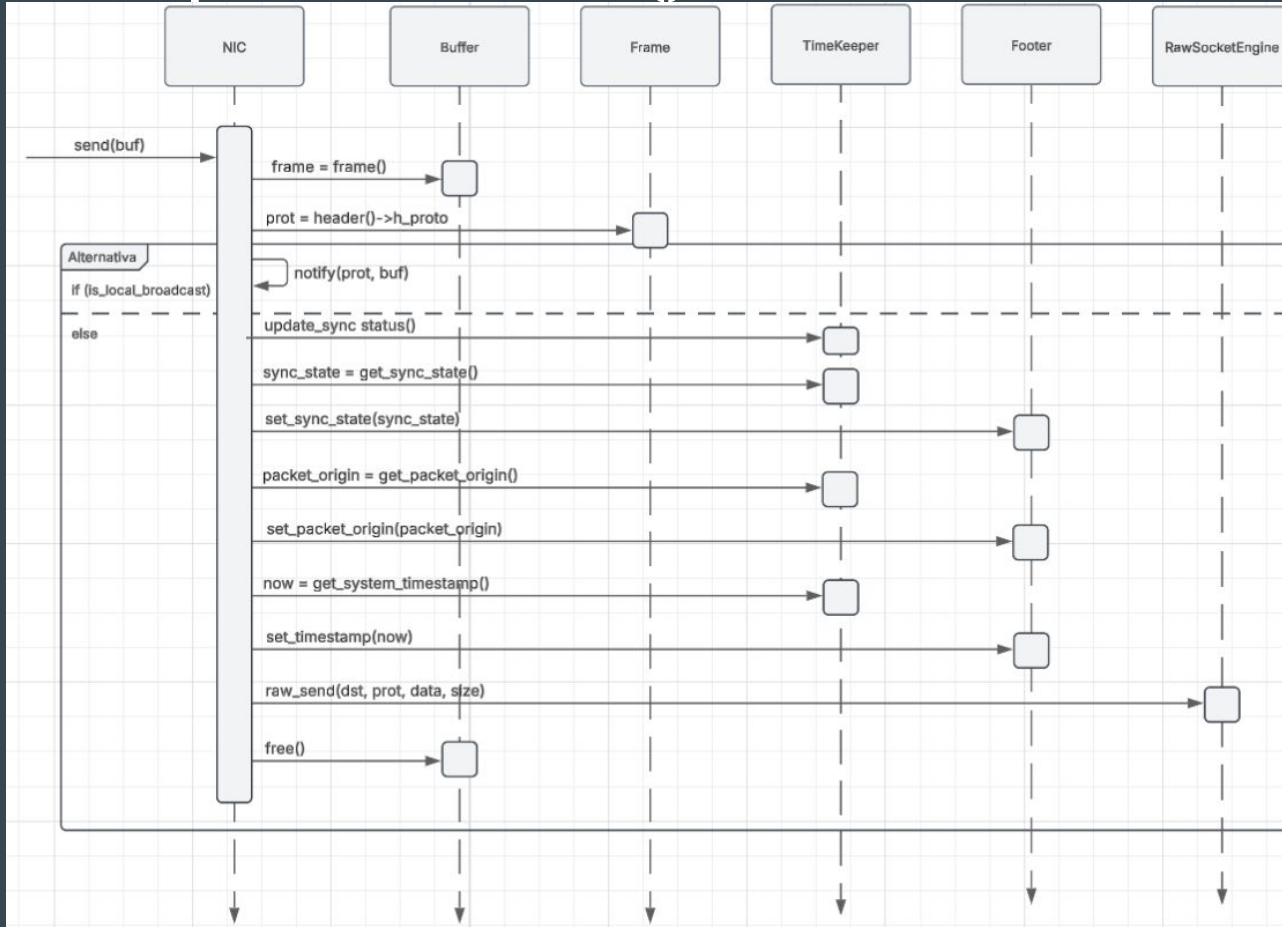 NIC
Buffer
Frame
TimeKeeper
Footer
RawSocketEngine
send(buf)
frame = frame()
prot = header()->h_proto
Alternativa
notify(prot, buf)
if (is_local_broadcast)
else
update_sync status()
sync_state = get_sync_state()
set_sync_state(sync_state)
packet_origin = get_packet_origin()
set_packet_origin(packet_origin)
now = get_system_timestamp()
set_timestamp(now)
raw_send(dst, prot, data, size)
free()